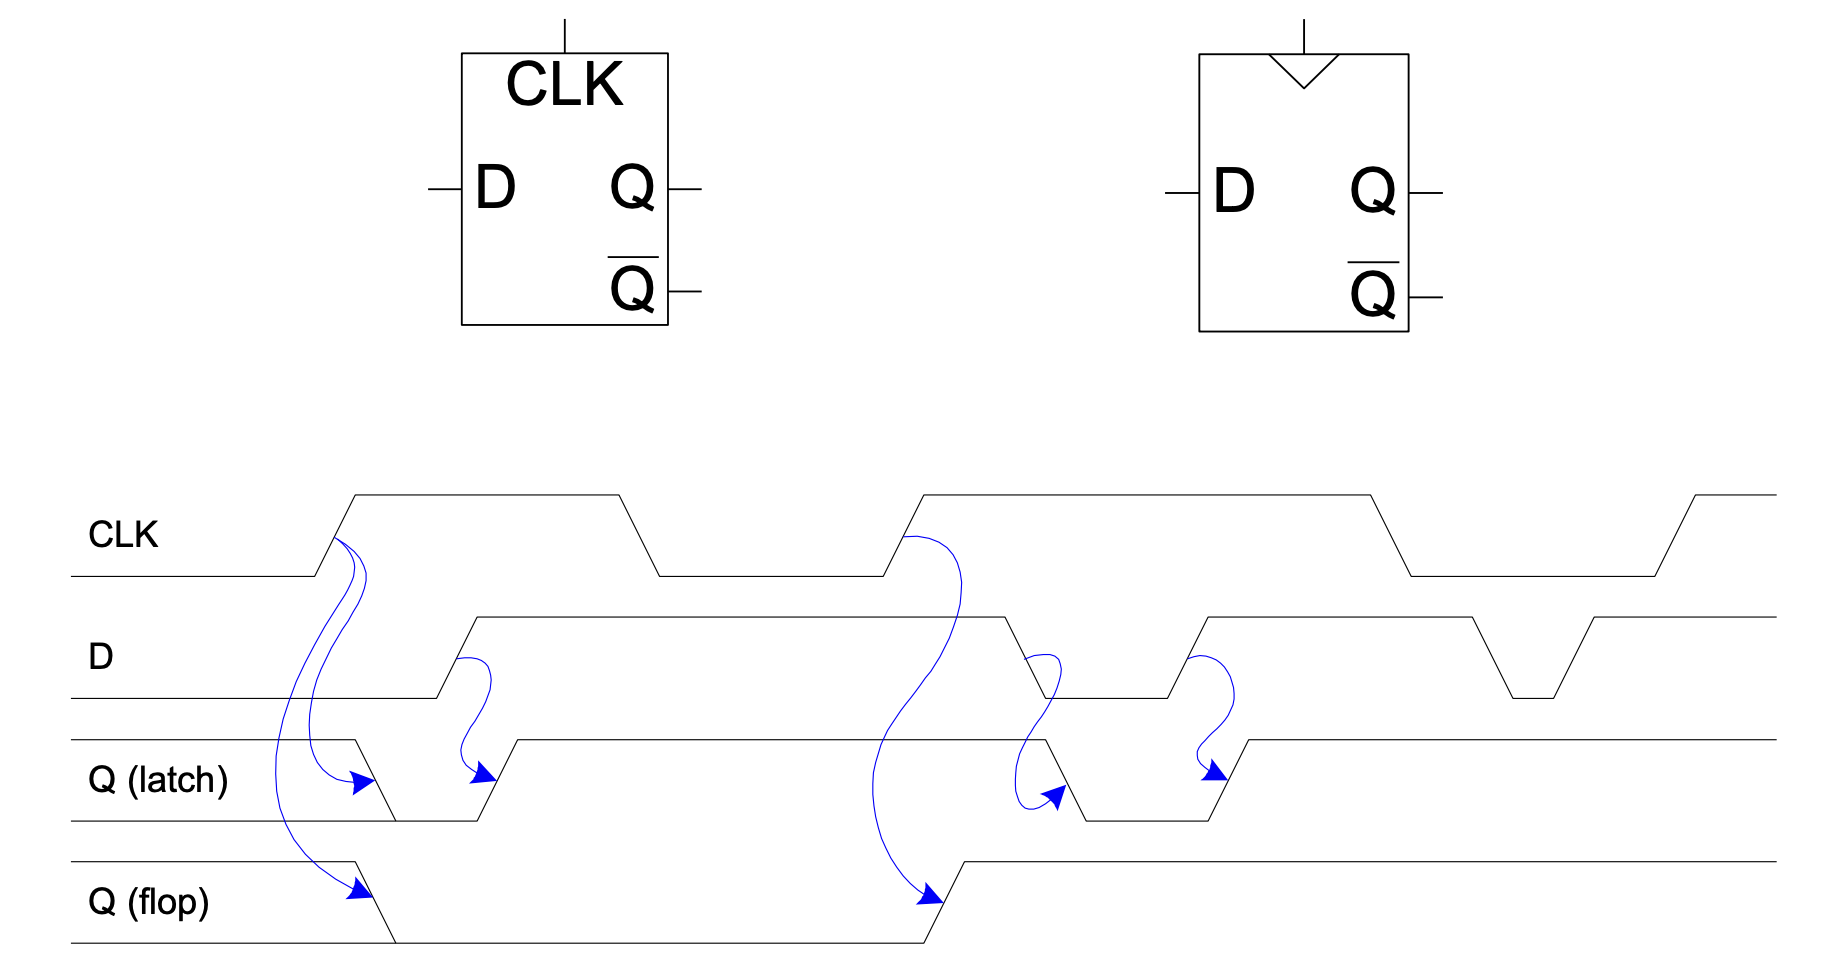 CLK
D Q
Q̅
D Q
Q̅
CLK
D
Q (latch)
Q (flop)